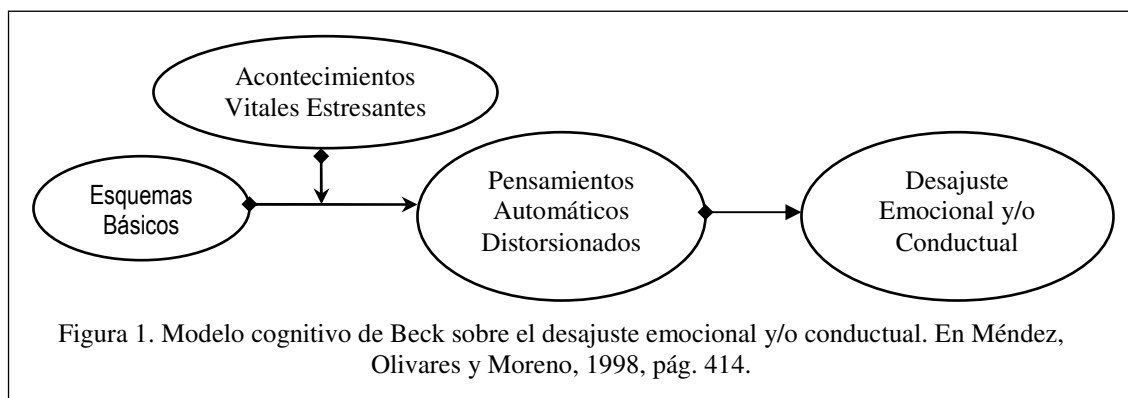 Acontecimientos
Vitales Estresantes
Esquemas
Básicos
Pensamientos
Automáticos
Distorsionados
Desajuste
Emocional y/o
Conductual
Figura 1. Modelo cognitivo de Beck sobre el desajuste emocional y/o conductual. En Méndez,
Olivares y Moreno, 1998, pág. 414.